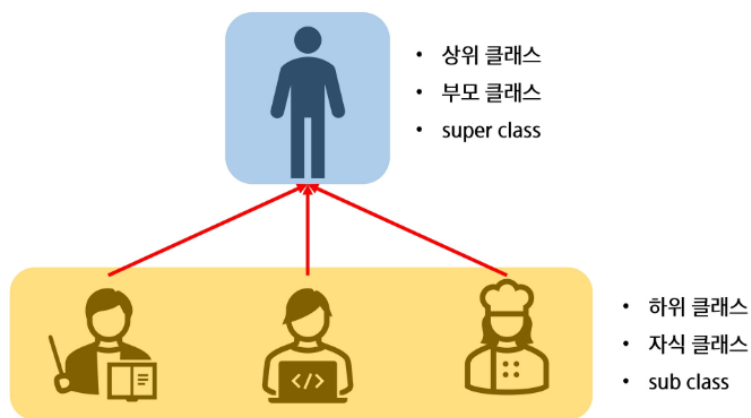 • 상위 클래스
• 부모 클래스
• super class
</>
• 하위 클래스
• 자식 클래스
• sub class